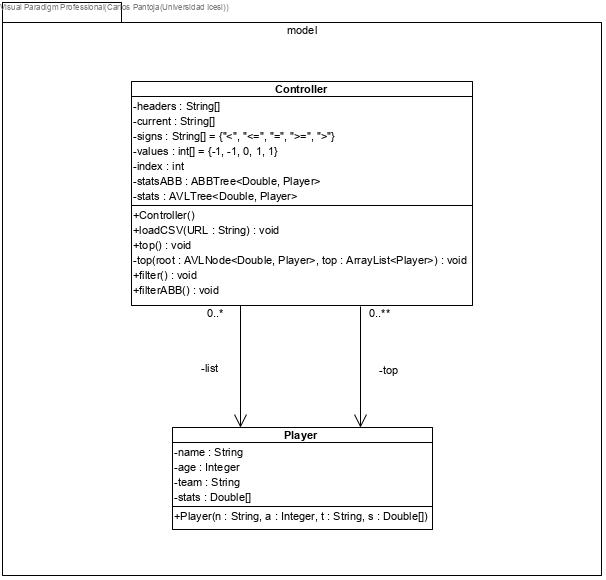 Visual Paradigm Professional(Carlos Pantoja(Universidad Icesi))
model
Controller
-headers : String[]
-current : String[]
-signs : String[] = {"<", "<=", "=", ">=", ">"}
-values : int[] = {-1, -1, 0, 1, 1}
-index : int
-statsABB : ABBTree<Double, Player>
-stats : AVLTree<Double, Player>
+Controller()
+loadCSV(URL : String) : void
+top() : void
-top(root : AVLNode<Double, Player>, top : ArrayList<Player>) : void
+filter() : void
+filterABB() : void
0..*
0..**
-list
-top
Player
-name : String
-age : Integer
-team : String
-stats : Double[]
+Player(n : String, a : Integer, t : String, s : Double[])